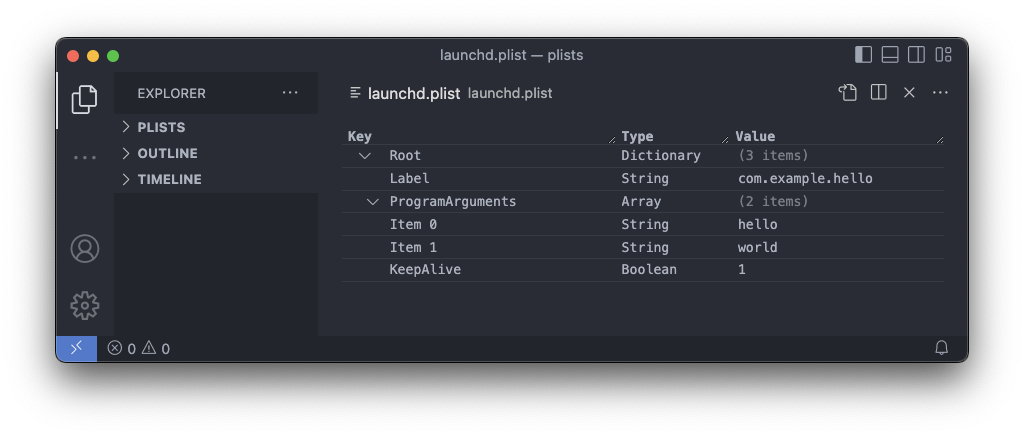 launchd.plist — plists
EXPLORER
PLISTS
OUTLINE
TIMELINE
launchd.plist launchd.plist
Key Type Value
Root Dictionary (3 items)
Label String com.example.hello
ProgramArguments Array (2 items)
Item 0 String hello
Item 1 String world
KeepAlive Boolean 1
0 0